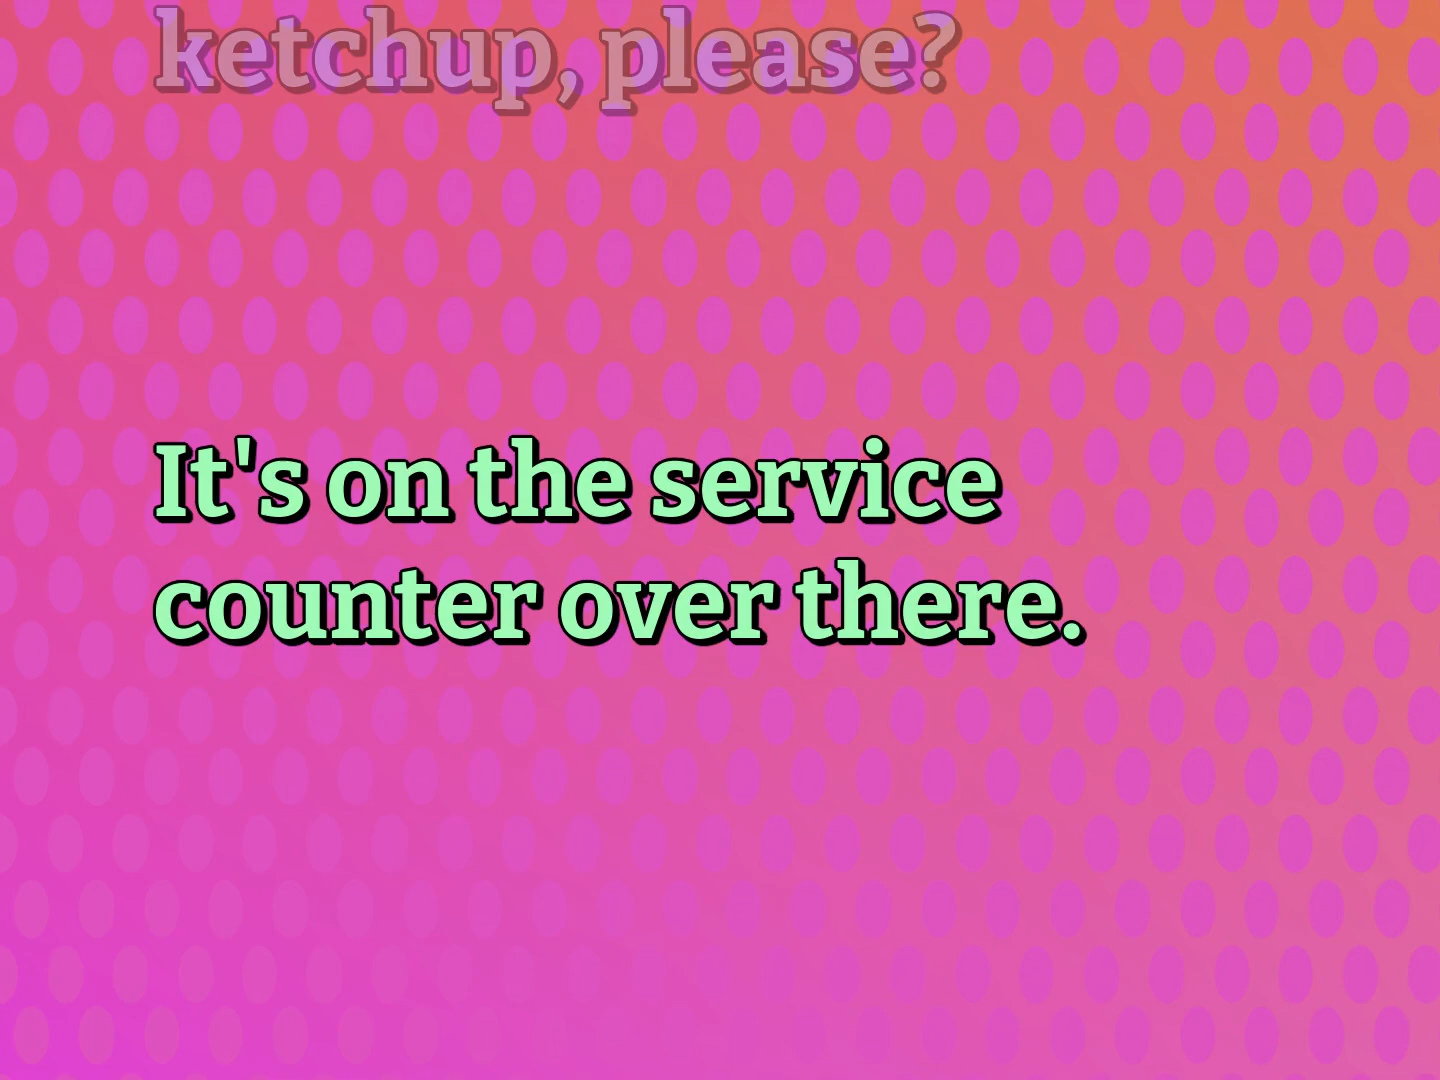 ketchup, please?
It's on the service
counter over there.